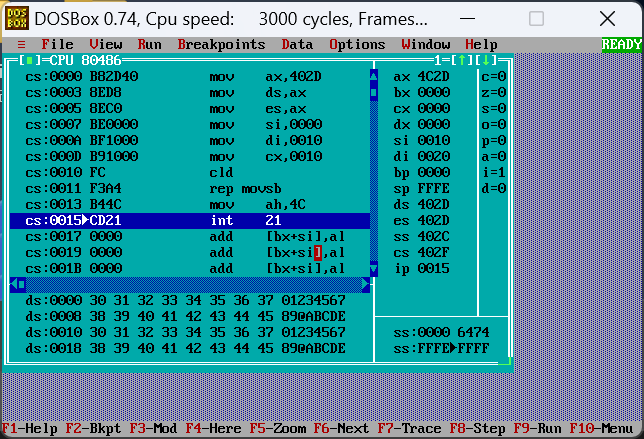 DOS BOX DOSBox 0.74, Cpu speed: 3000 cycles, Frames...
≡ File View Run Breakpoints Data Options Window Help READY
[■]=CPU 80486 1=[↑][↓]
cs:0000 B82D40 mov ax,402D ax 4C2D c=0
cs:0003 8ED8 mov ds,ax bx 0000 z=0
cs:0005 8EC0 mov es,ax cx 0000 s=0
cs:0007 BE0000 mov si,0000 dx 0000 o=0
cs:000A BF1000 mov di,0010 si 0010 p=0
cs:000D B91000 mov cx,0010 di 0020 a=0
cs:0010 FC cld bp 0000 i=1
cs:0011 F3A4 rep movsb sp FFFE d=0
cs:0013 B44C mov ah,4C ds 402D
cs:0015►CD21 int 21 es 402D
cs:0017 0000 add [bx+si],al ss 402C
cs:0019 0000 add [bx+si],al cs 402F
cs:001B 0000 add [bx+si],al ip 0015
ds:0000 30 31 32 33 34 35 36 37 01234567
ds:0008 38 39 40 41 42 43 44 45 89@ABCDE
ds:0010 30 31 32 33 34 35 36 37 01234567 ss:0000 6474
ds:0018 38 39 40 41 42 43 44 45 89@ABCDE ss:FFFE►FFFF
F1-Help F2-Bkpt F3-Mod F4-Here F5-Zoom F6-Next F7-Trace F8-Step F9-Run F10-Menu